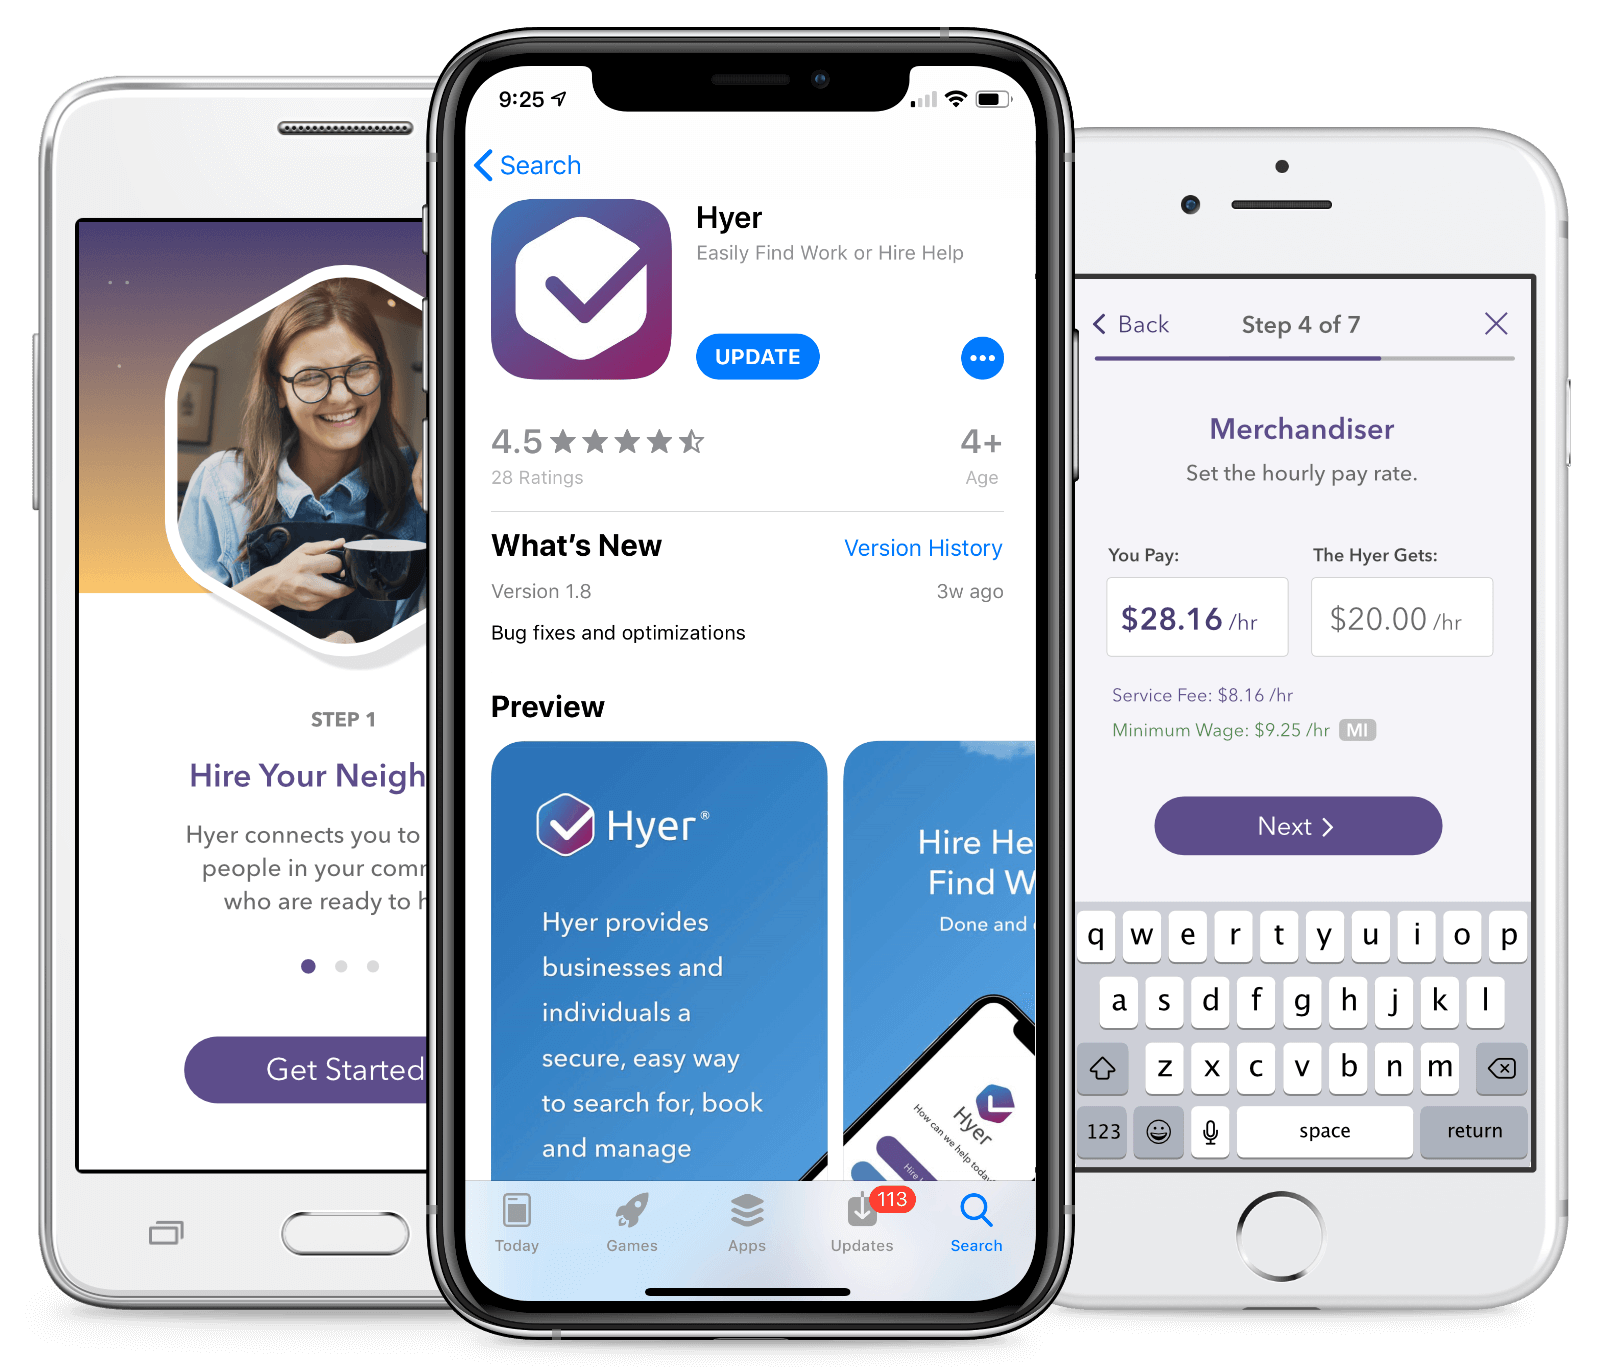 STEP 1
Hire Your Neigh
Hyer connects you to
people in your com
who are ready to h
Get Started
9:25
Search
Hyer
Easily Find Work or Hire Help
UPDATE
4.5
28 Ratings
4+
Age
What's New
Version History
Version 1.8
3w ago
Bug fixes and optimizations
Preview
Hyer®
Hyer provides
businesses and
individuals a
secure, easy way
to search for, book
and manage
Hire He
Find W
Done and
Hyer
How can we help today
Hire
Today
Games
Apps
113
Updates
Search
Back
Step 4 of 7
Merchandiser
Set the hourly pay rate.
You Pay:
The Hyer Gets:
$28.16 /hr
$20.00 /hr
Service Fee: $8.16 /hr
Minimum Wage: $9.25 /hr MI
Next
q w e r t y u i o p
a s d f g h j k l
z x c v b n m
123 space return